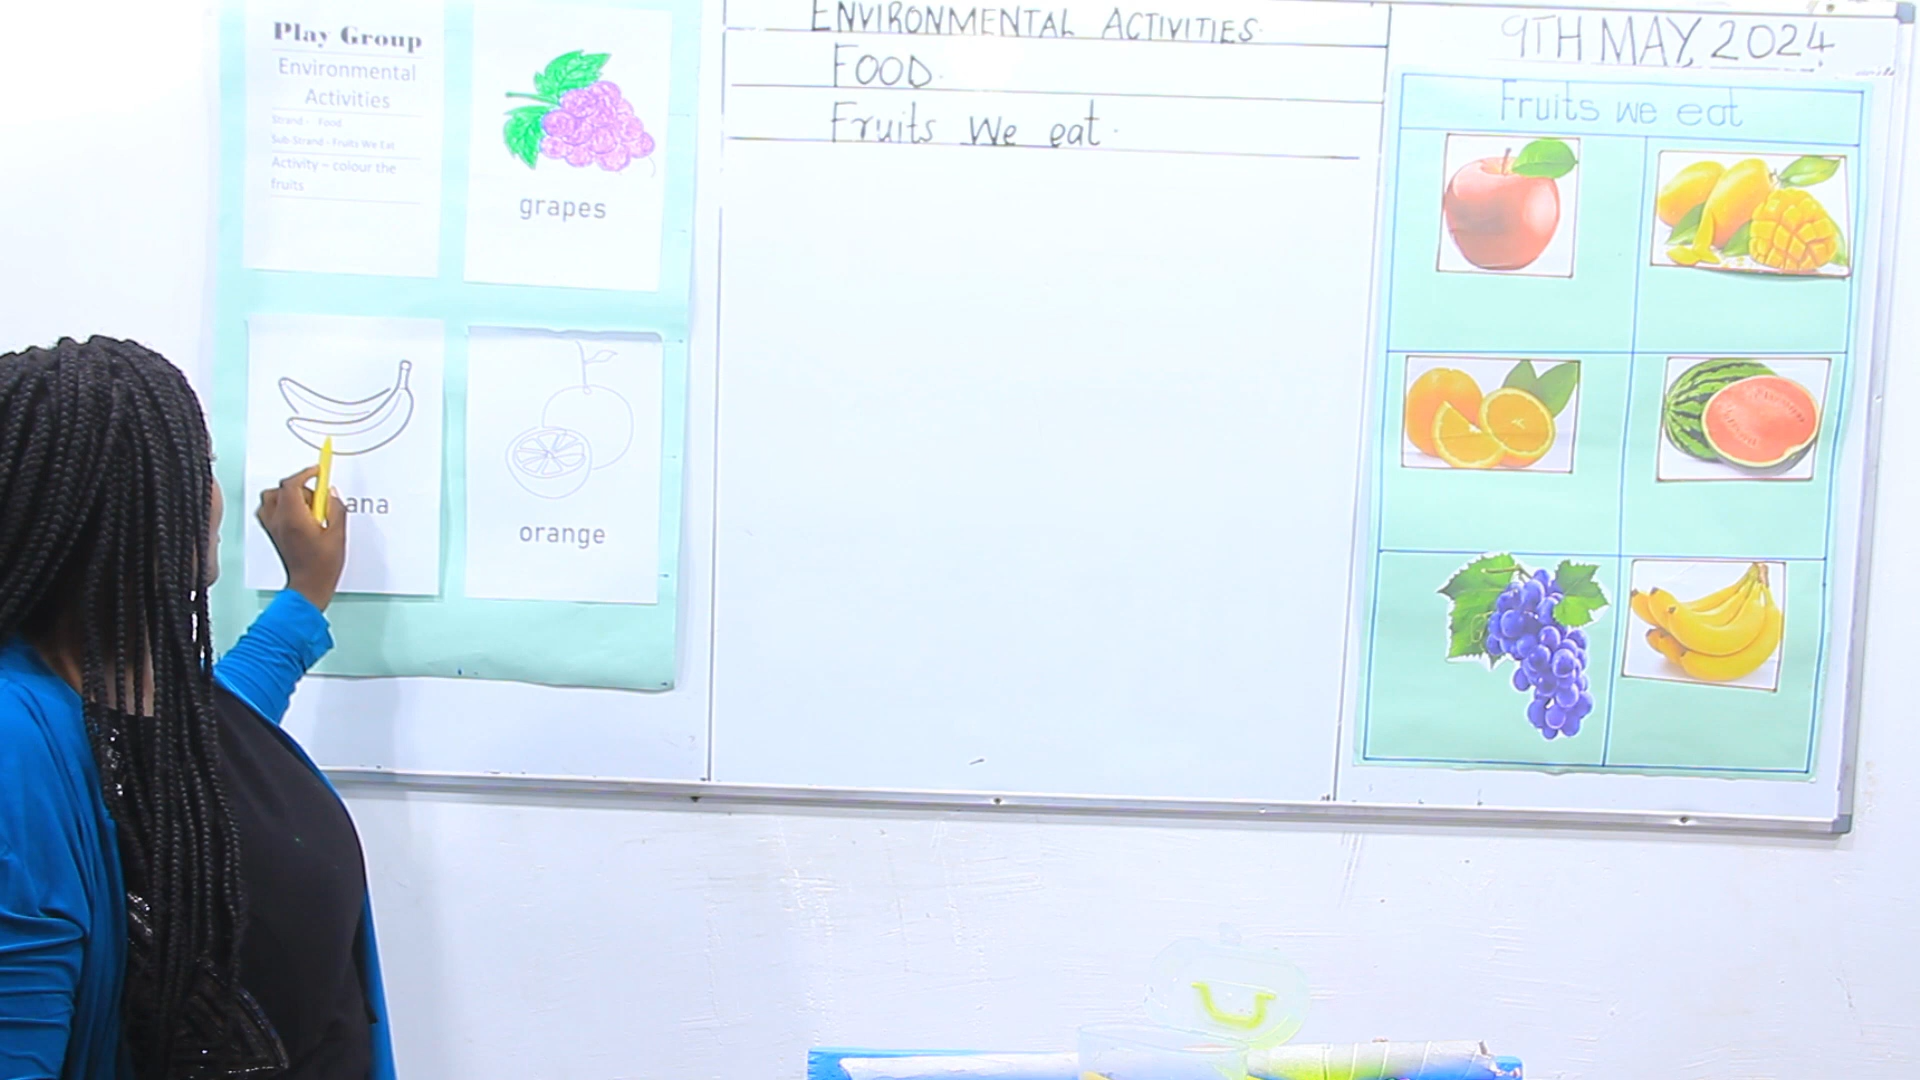 Play Group
Environmental
Activities
Strand - Food
Sub-Strand - Fruits We Eat
Activity – colour the
fruits
grapes
ana
orange
ENVIRONMENTAL ACTIVITIES.
FOOD.
Fruits We eat.
9TH MAY, 2024
Fruits we eat